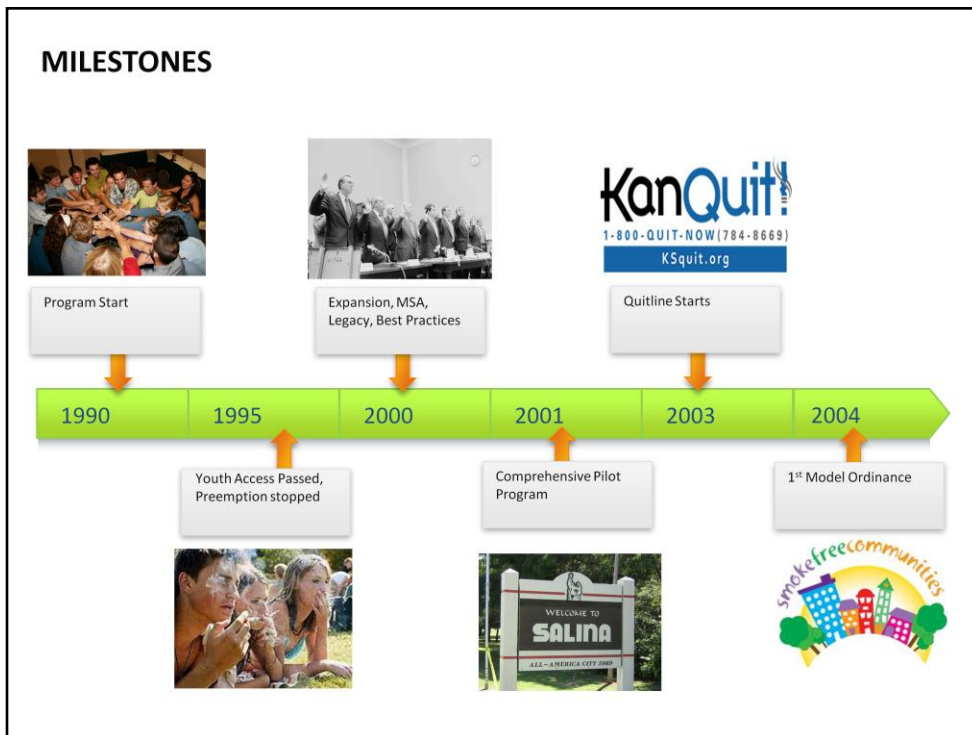 MILESTONES
KanQuit!
1-800-QUIT-NOW(784-8669)
KSquit.org
Program Start
Expansion, MSA,
Legacy, Best Practices
Quitline Starts
1990
1995
2000
2001
2003
2004
Youth Access Passed,
Preemption stopped
Comprehensive Pilot
Program
1st Model Ordinance
smokefreecommunities
WELCOME TO
SALINA
ALL-AMERICA CITY 1989